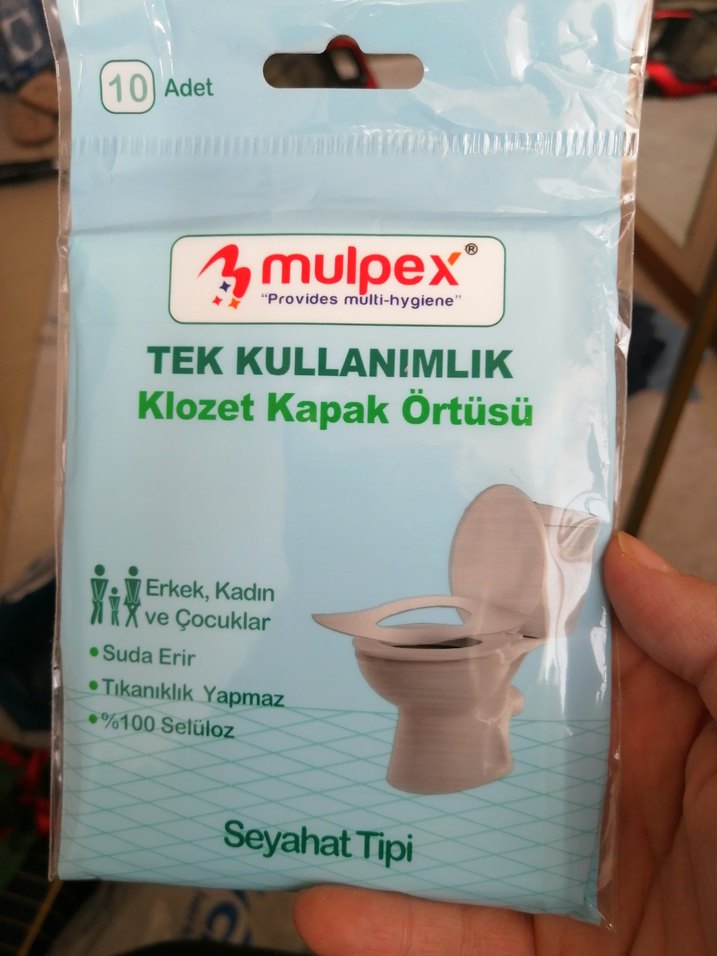 10 Adet
mulpex®
"Provides multi-hygiene"
TEK KULLANIMLIK
Klozet Kapak Örtüsü
Erkek, Kadın
ve Çocuklar
• Suda Erir
• Tıkanıklık Yapmaz
• %100 Selüloz
Seyahat Tipi